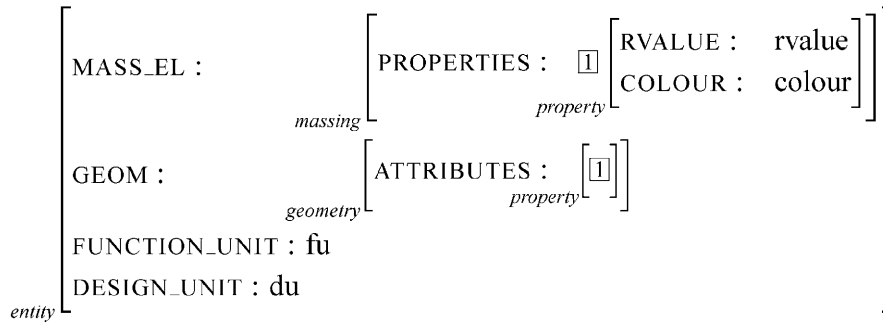 MASS_EL : PROPERTIES : 1 RVALUE : rvalue
COLOUR : colour
massing property
GEOM : ATTRIBUTES : 1
geometry property
FUNCTION_UNIT : fu
DESIGN_UNIT : du
entity